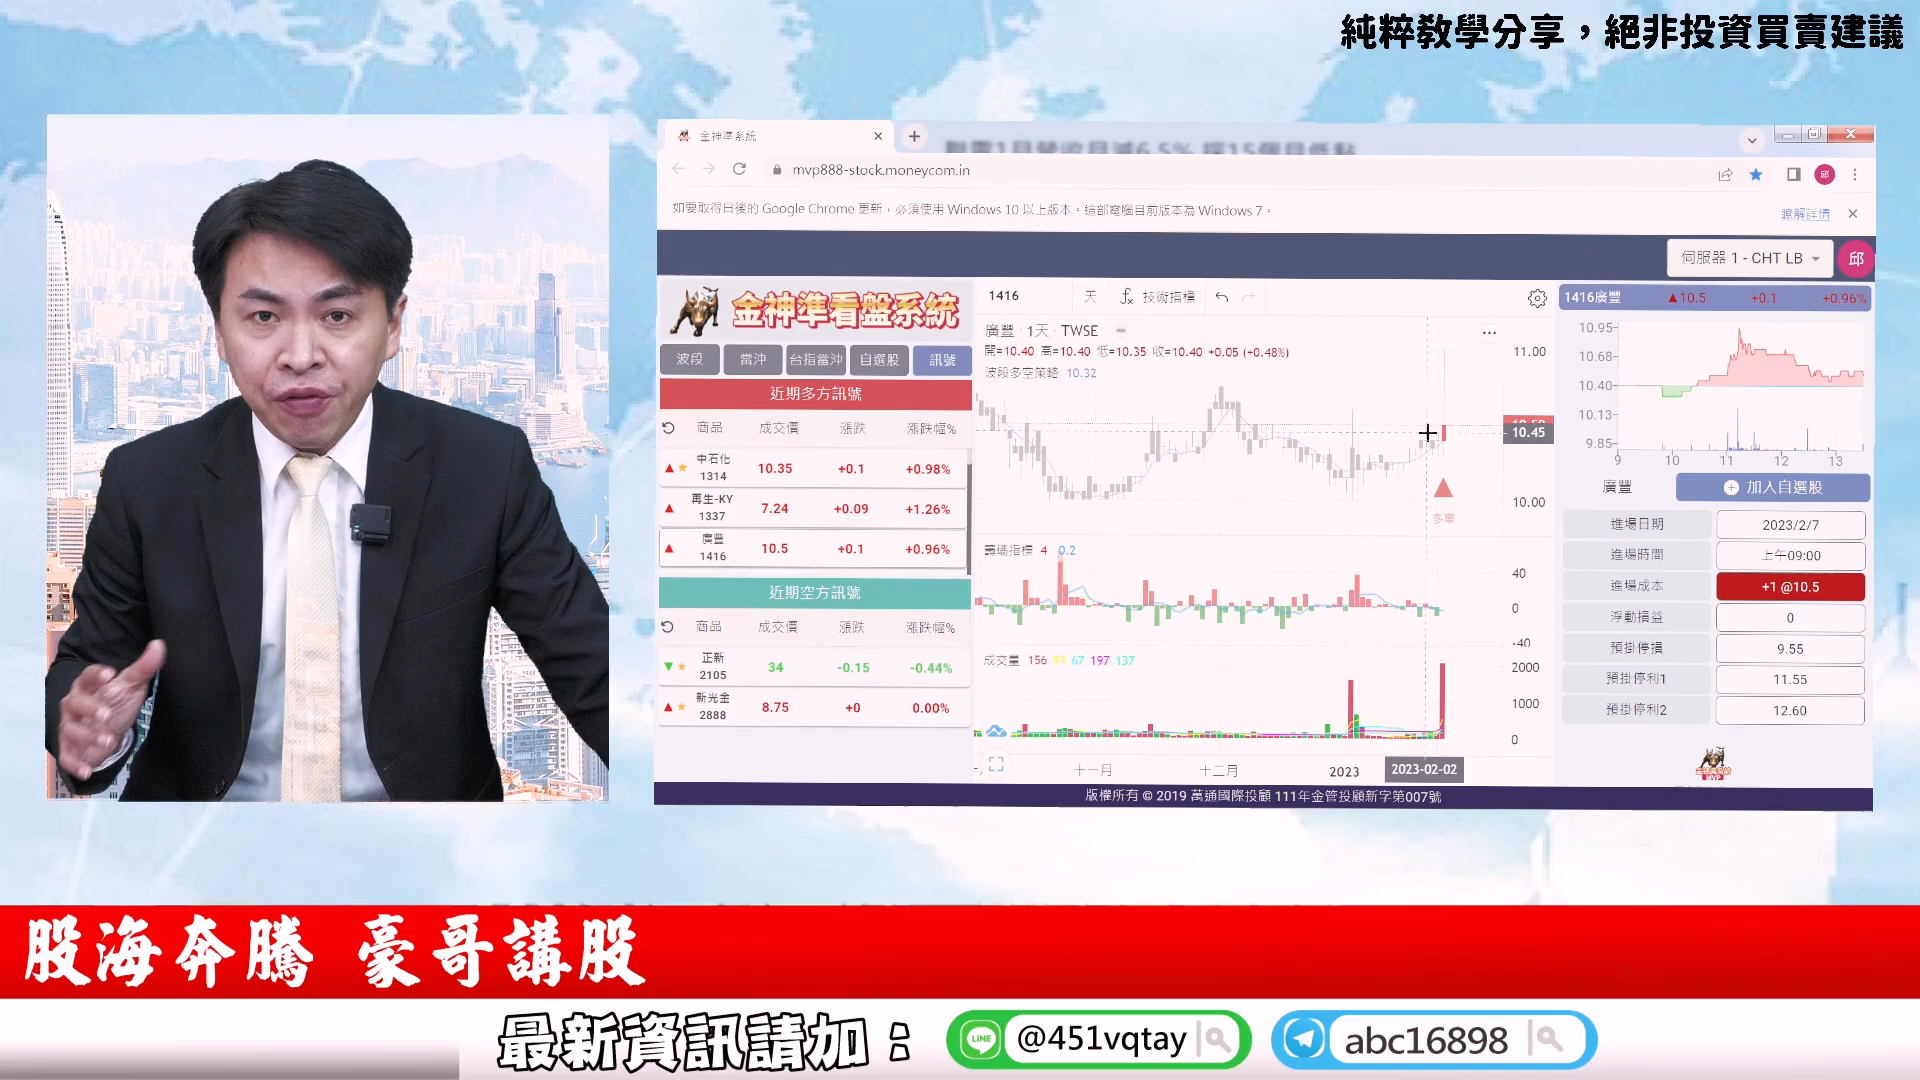 純粹教學分享，絕非投資買賣建議
金神準系統
mvp888-stock.moneycom.in
如要取得日後的 Google Chrome 更新，必須使用 Windows 10 以上版本。這部電腦目前版本為 Windows 7。
瞭解詳情
伺服器 1 - CHT LB
邱
金神準看盤系統
波段 當沖 台指當沖 自選股 訊號
近期多方訊號
商品 成交價 漲跌 漲跌幅%
中石化 1314 10.35 +0.1 +0.98%
再生-KY 1337 7.24 +0.09 +1.26%
廣豐 1416 10.5 +0.1 +0.96%
近期空方訊號
商品 成交價 漲跌 漲跌幅%
正新 2105 34 -0.15 -0.44%
新光金 2888 8.75 +0 0.00%
1416 天 技術指標
廣豐 · 1天 · TWSE
開=10.40 高=10.40 低=10.35 收=10.40 +0.05 (+0.48%)
波段多空策略 10.32
11.00
10.45
10.00
多單
籌碼指標 4 0.2
40
0
-40
成交量 156 93 67 197 137
2000
1000
0
十一月 十二月 2023 2023-02-02
1416廣豐 ▲10.5 +0.1 +0.96%
10.95
10.68
10.40
10.13
9.85
9 10 11 12 13
廣豐 加入自選股
進場日期 2023/2/7
進場時間 上午09:00
進場成本 +1 @10.5
浮動損益 0
預掛停損 9.55
預掛停利1 11.55
預掛停利2 12.60
版權所有 © 2019 萬通國際投顧 111年金管投顧新字第007號
股海奔騰 豪哥講股
最新資訊請加：
LINE @451vqtay
abc16898